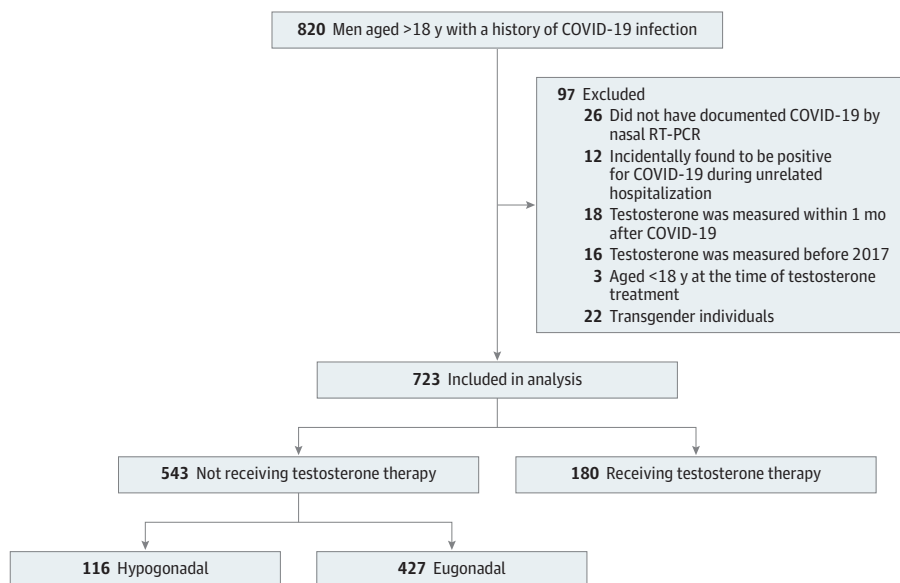 820 Men aged >18 y with a history of COVID-19 infection
97 Excluded
26 Did not have documented COVID-19 by
nasal RT-PCR
12 Incidentally found to be positive
for COVID-19 during unrelated
hospitalization
18 Testosterone was measured within 1 mo
after COVID-19
16 Testosterone was measured before 2017
3 Aged <18 y at the time of testosterone
treatment
22 Transgender individuals
723 Included in analysis
543 Not receiving testosterone therapy
180 Receiving testosterone therapy
116 Hypogonadal
427 Eugonadal